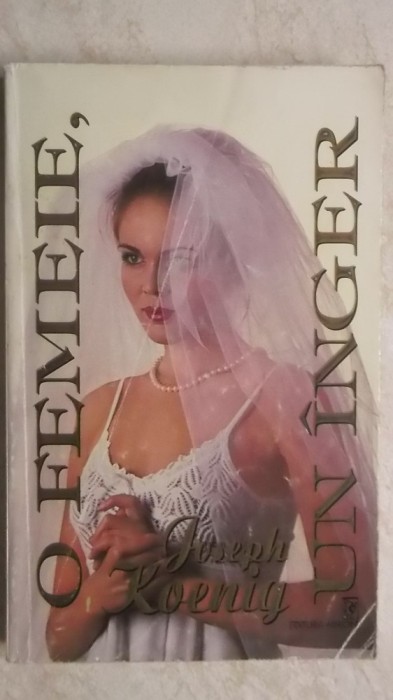 O FEMEIE,
UN ÎNGER
Joseph
Koenig